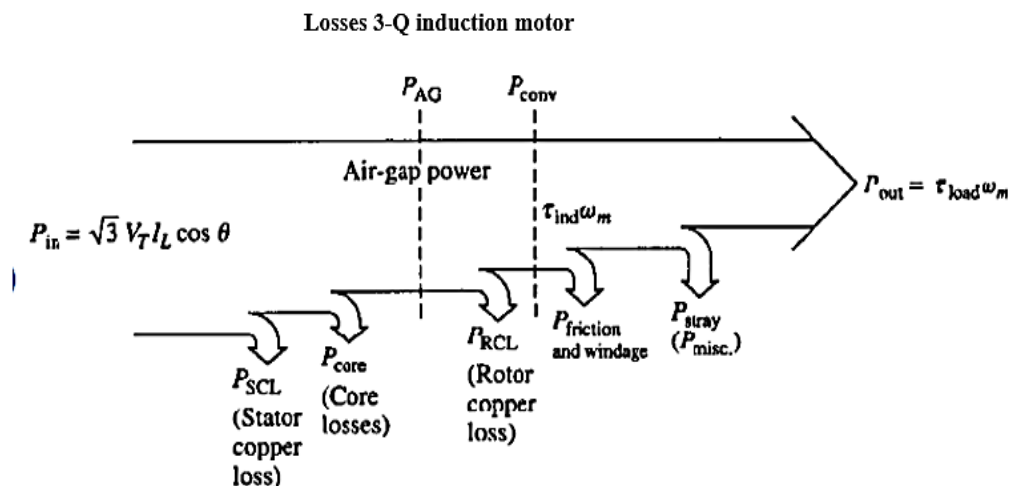 Losses 3-Q induction motor
P_AG
P_conv
Air-gap power
P_out = τ_load ω_m
τ_ind ω_m
P_in = √3 V_T I_L cos θ
P_SCL
(Stator
copper
loss)
P_core
(Core
losses)
P_RCL
(Rotor
copper
loss)
P_friction
and windage
P_stray
(P_misc.)